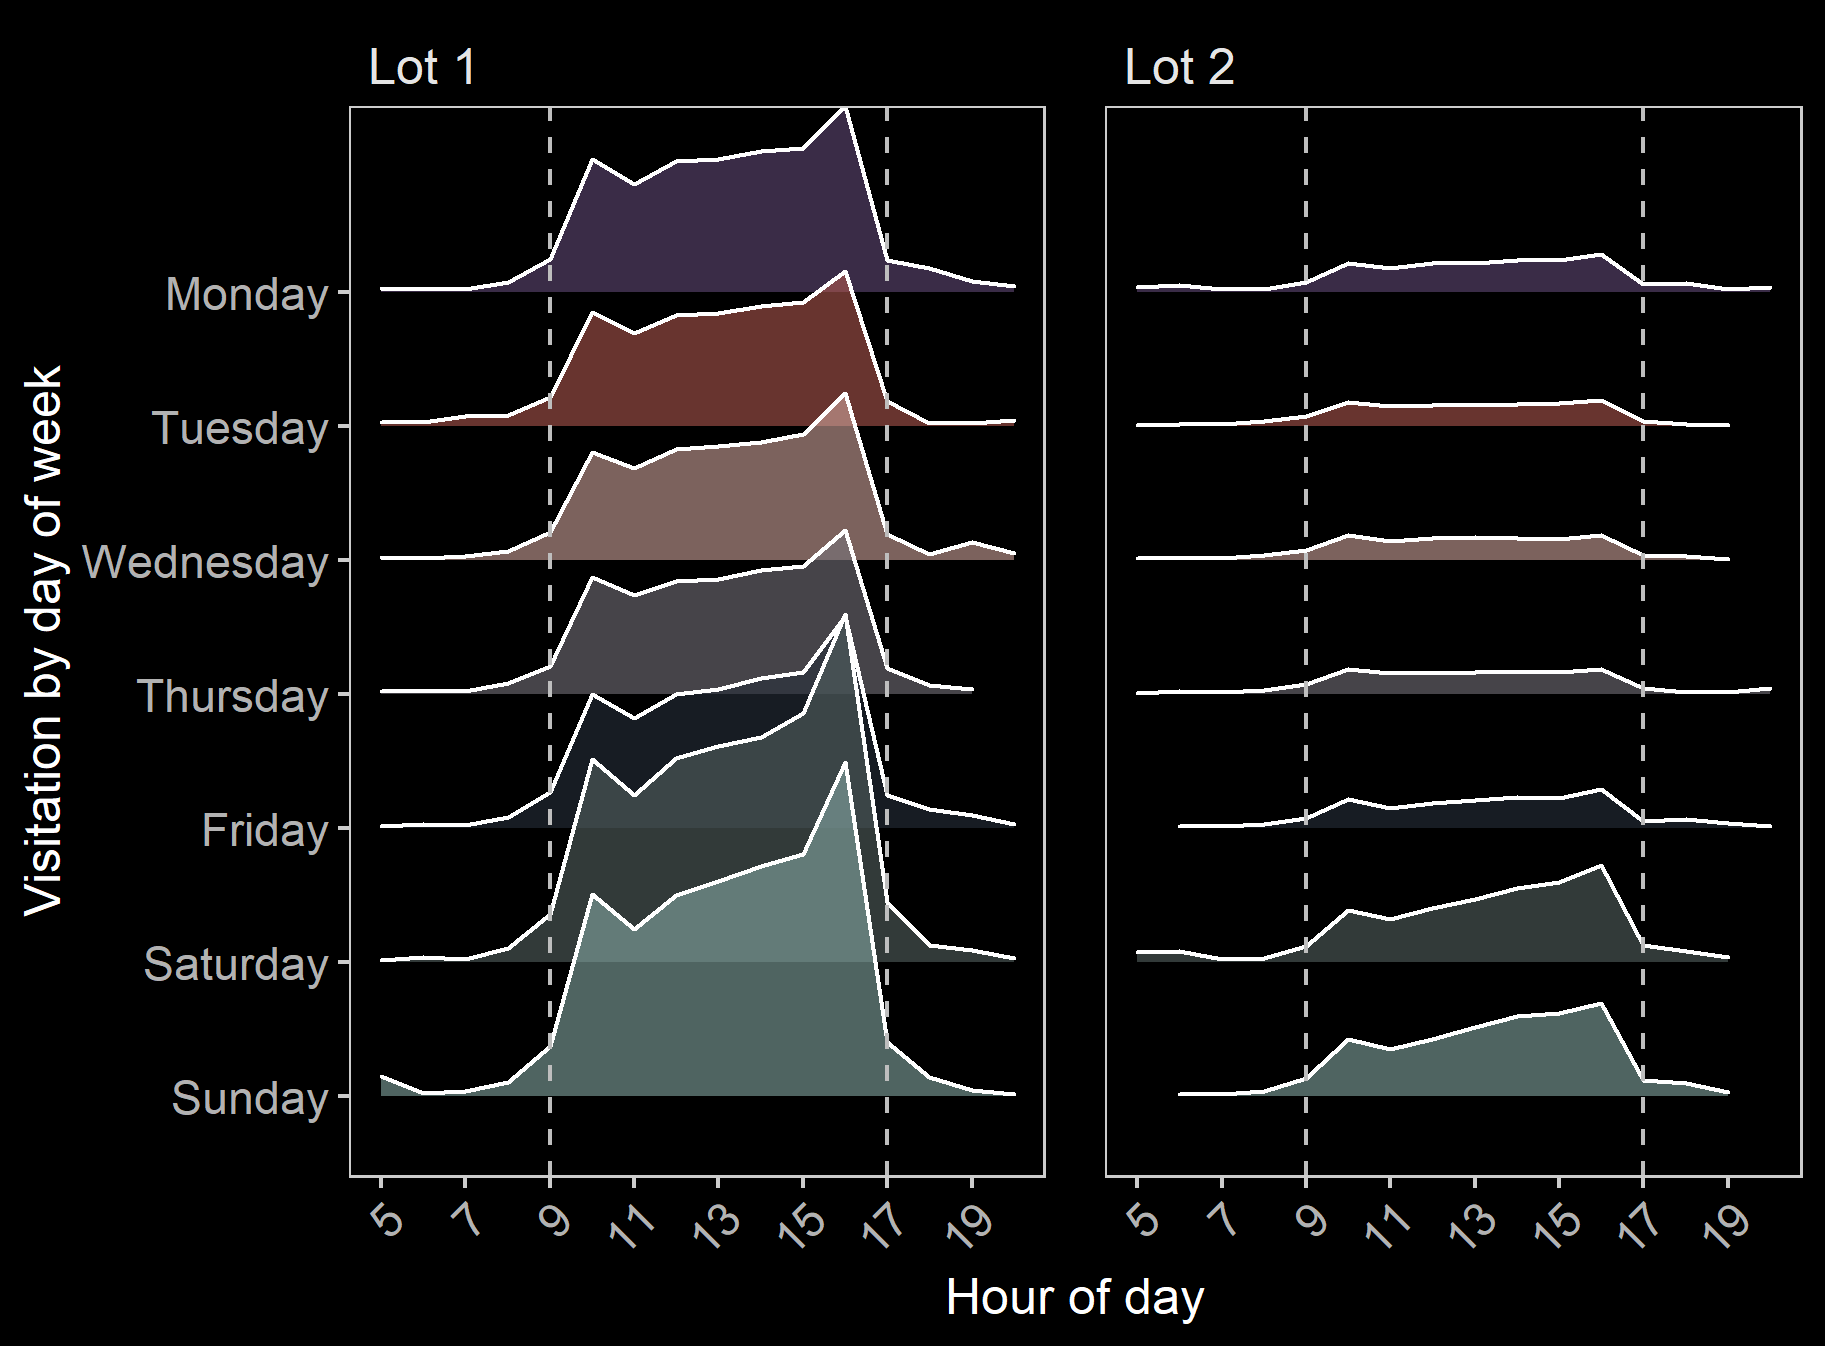 Lot 1
Lot 2
Visitation by day of week
Monday
Tuesday
Wednesday
Thursday
Friday
Saturday
Sunday
5 7 9 11 13 15 17 19
5 7 9 11 13 15 17 19
Hour of day